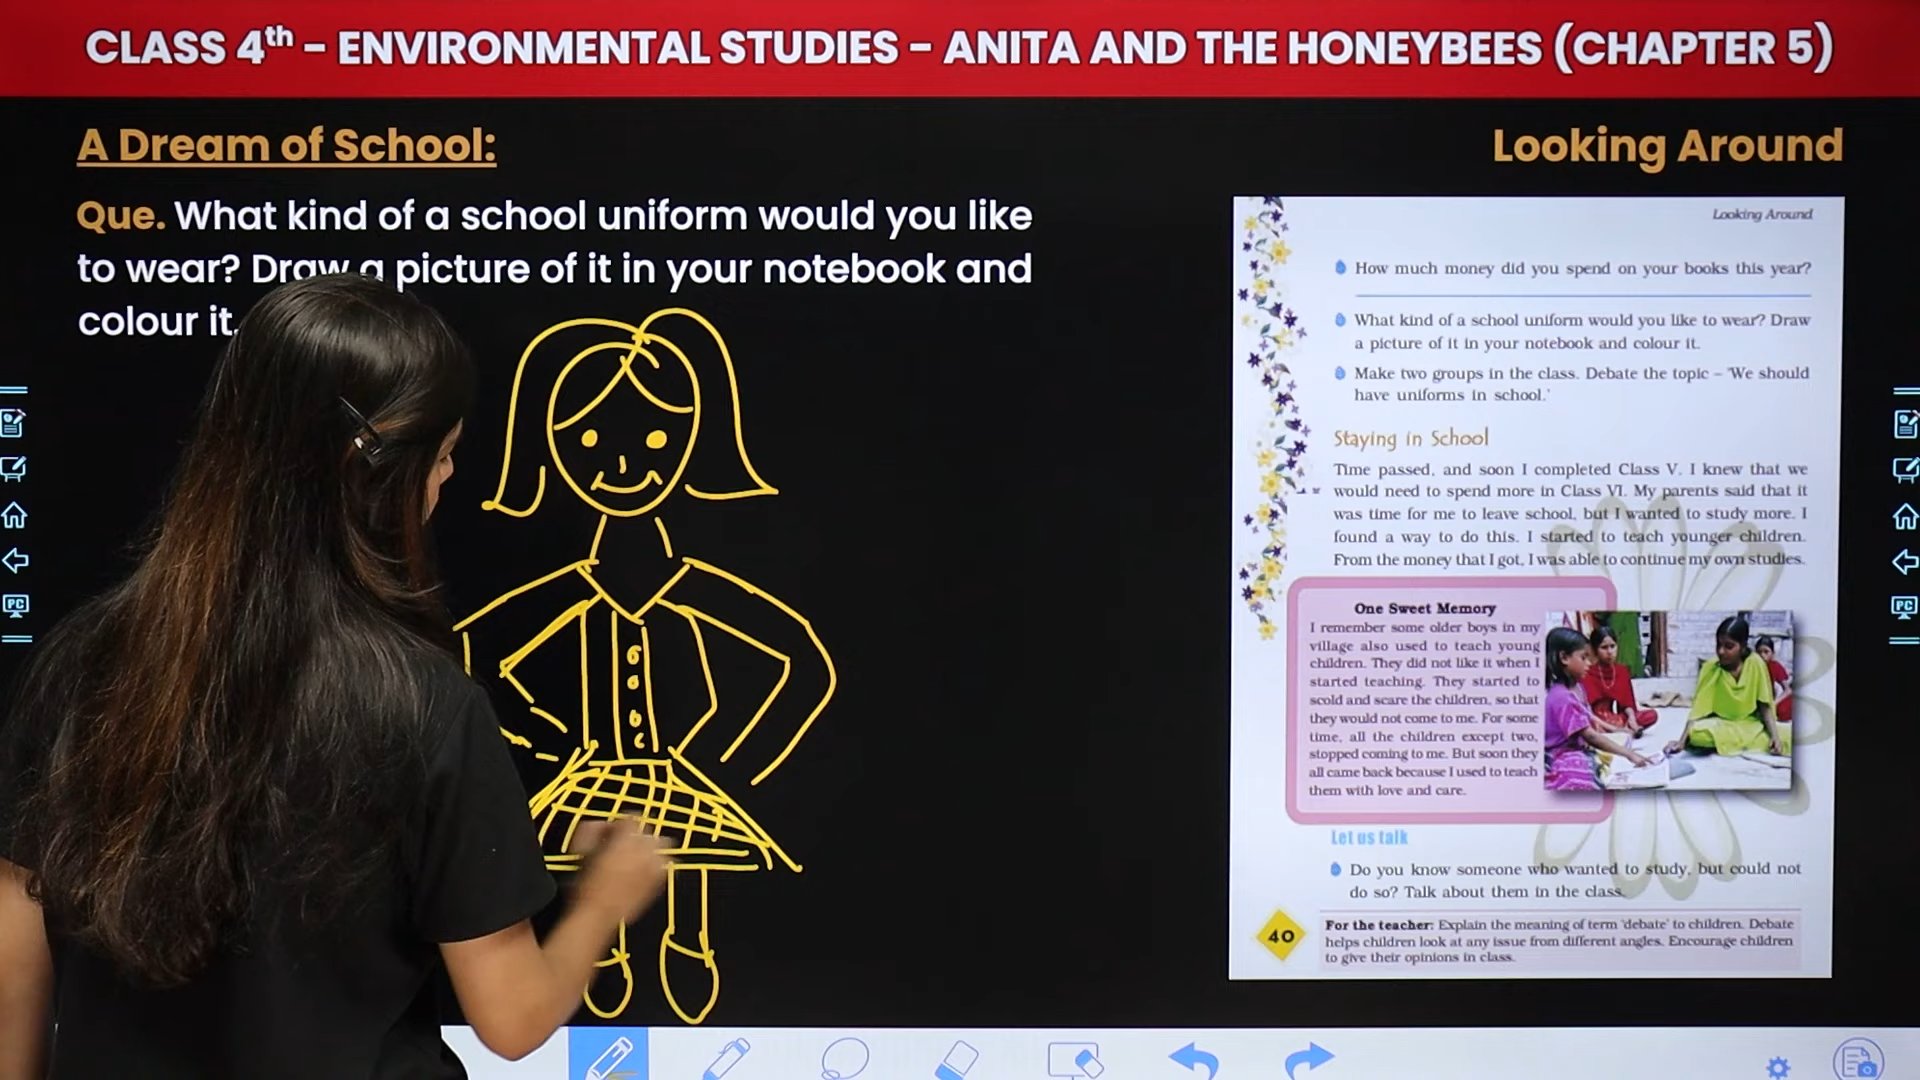 CLASS 4th – ENVIRONMENTAL STUDIES – ANITA AND THE HONEYBEES (CHAPTER 5)
A Dream of School:
Que. What kind of a school uniform would you like
to wear? Draw a picture of it in your notebook and
colour it.
Looking Around
Looking Around
How much money did you spend on your books this year?
What kind of a school uniform would you like to wear? Draw
a picture of it in your notebook and colour it.
Make two groups in the class. Debate the topic – 'We should
have uniforms in school.'
Staying in School
Time passed, and soon I completed Class V. I knew that we
would need to spend more in Class VI. My parents said that it
was time for me to leave school, but I wanted to study more. I
found a way to do this. I started to teach younger children.
From the money that I got, I was able to continue my own studies.
One Sweet Memory
I remember some older boys in my
village also used to teach young
children. They did not like it when I
started teaching. They started to
scold and scare the children, so that
they would not come to me. For some
time, all the children except two,
stopped coming to me. But soon they
all came back because I used to teach
them with love and care.
Let us talk
Do you know someone who wanted to study, but could not
do so? Talk about them in the class.
40
For the teacher: Explain the meaning of term 'debate' to children. Debate
helps children look at any issue from different angles. Encourage children
to give their opinions in class.
PC
PC